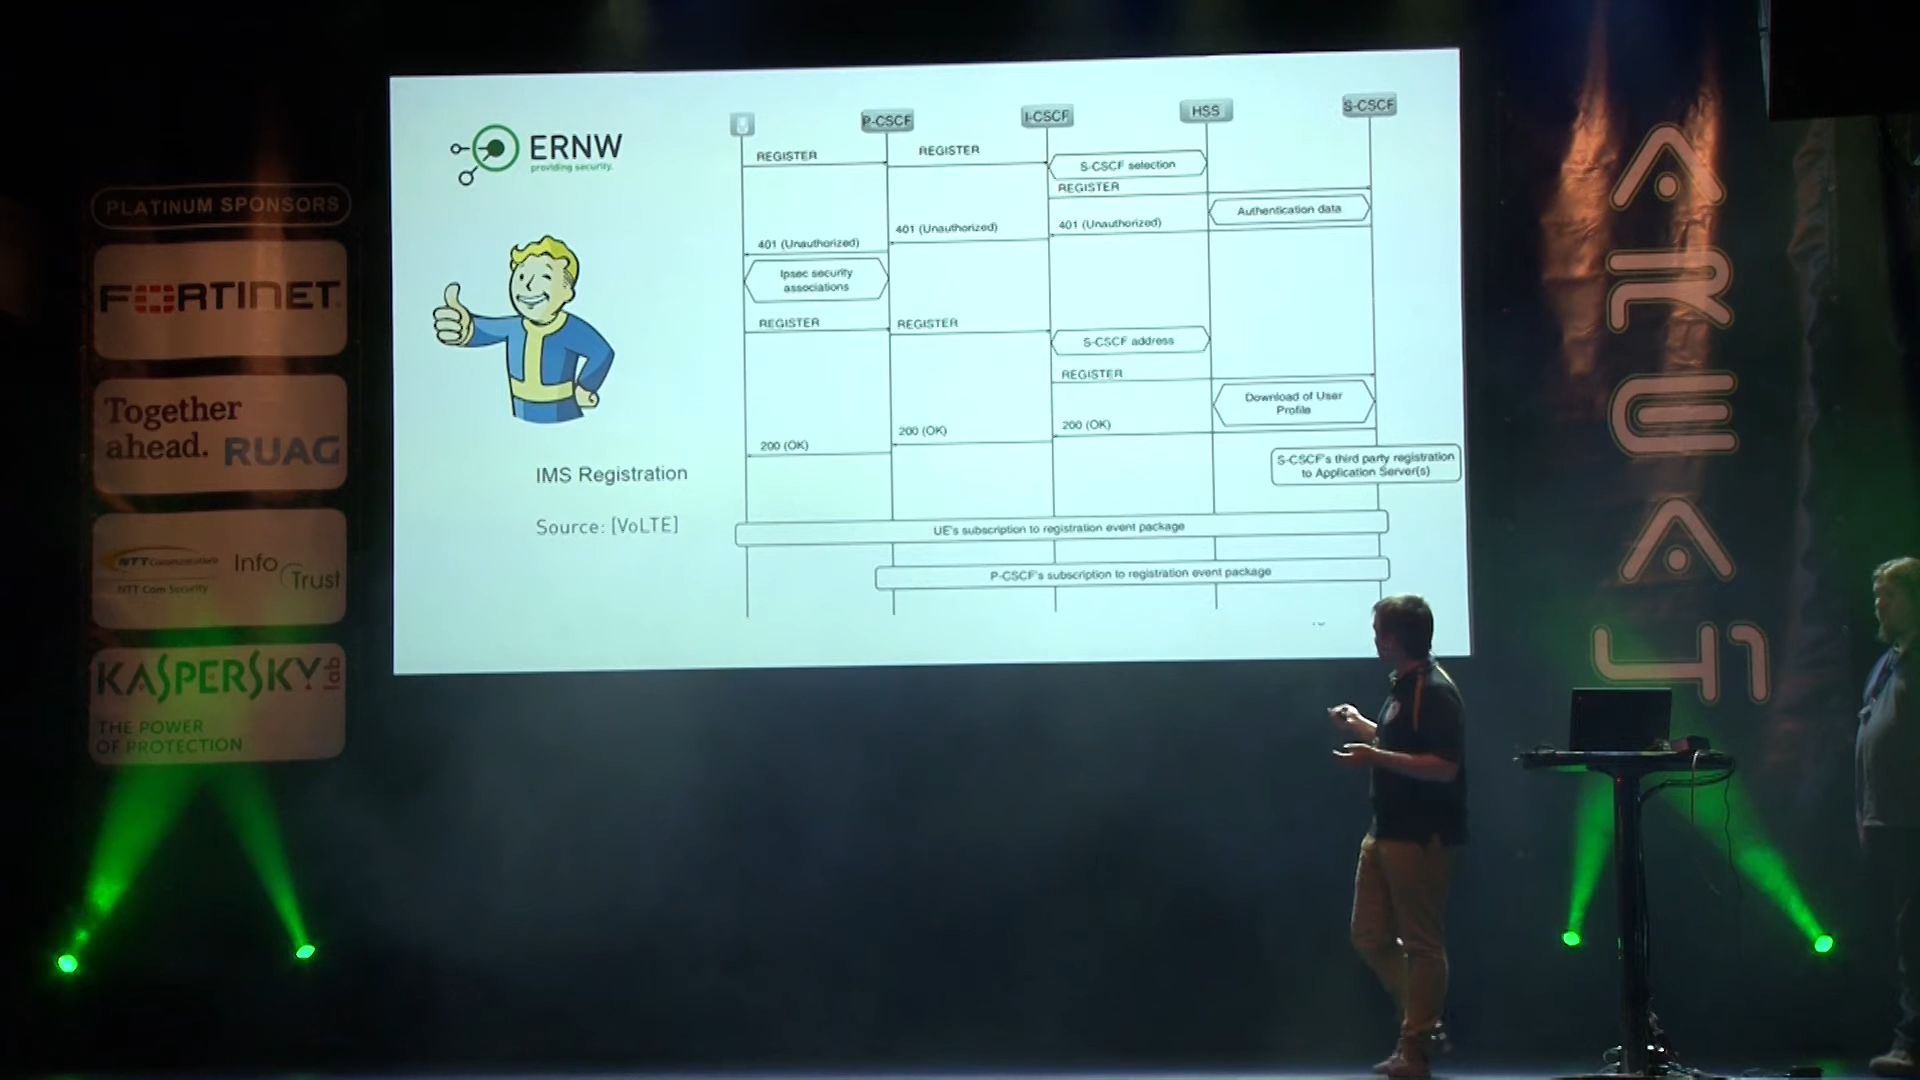 PLATINUM SPONSORS
FORTINET
Together
ahead. RUAG
NTT Communications
NTT Com Security
Info
Trust
KASPERSKY lab
THE POWER
OF PROTECTION
ERNW
providing security.
IMS Registration
Source: [VoLTE]
P-CSCF
I-CSCF
HSS
S-CSCF
REGISTER
REGISTER
S-CSCF selection
REGISTER
Authentication data
401 (Unauthorized)
401 (Unauthorized)
401 (Unauthorized)
Ipsec security
associations
REGISTER
REGISTER
S-CSCF address
REGISTER
Download of User
Profile
200 (OK)
200 (OK)
200 (OK)
S-CSCF's third party registration
to Application Server(s)
UE's subscription to registration event package
P-CSCF's subscription to registration event package
AREA41